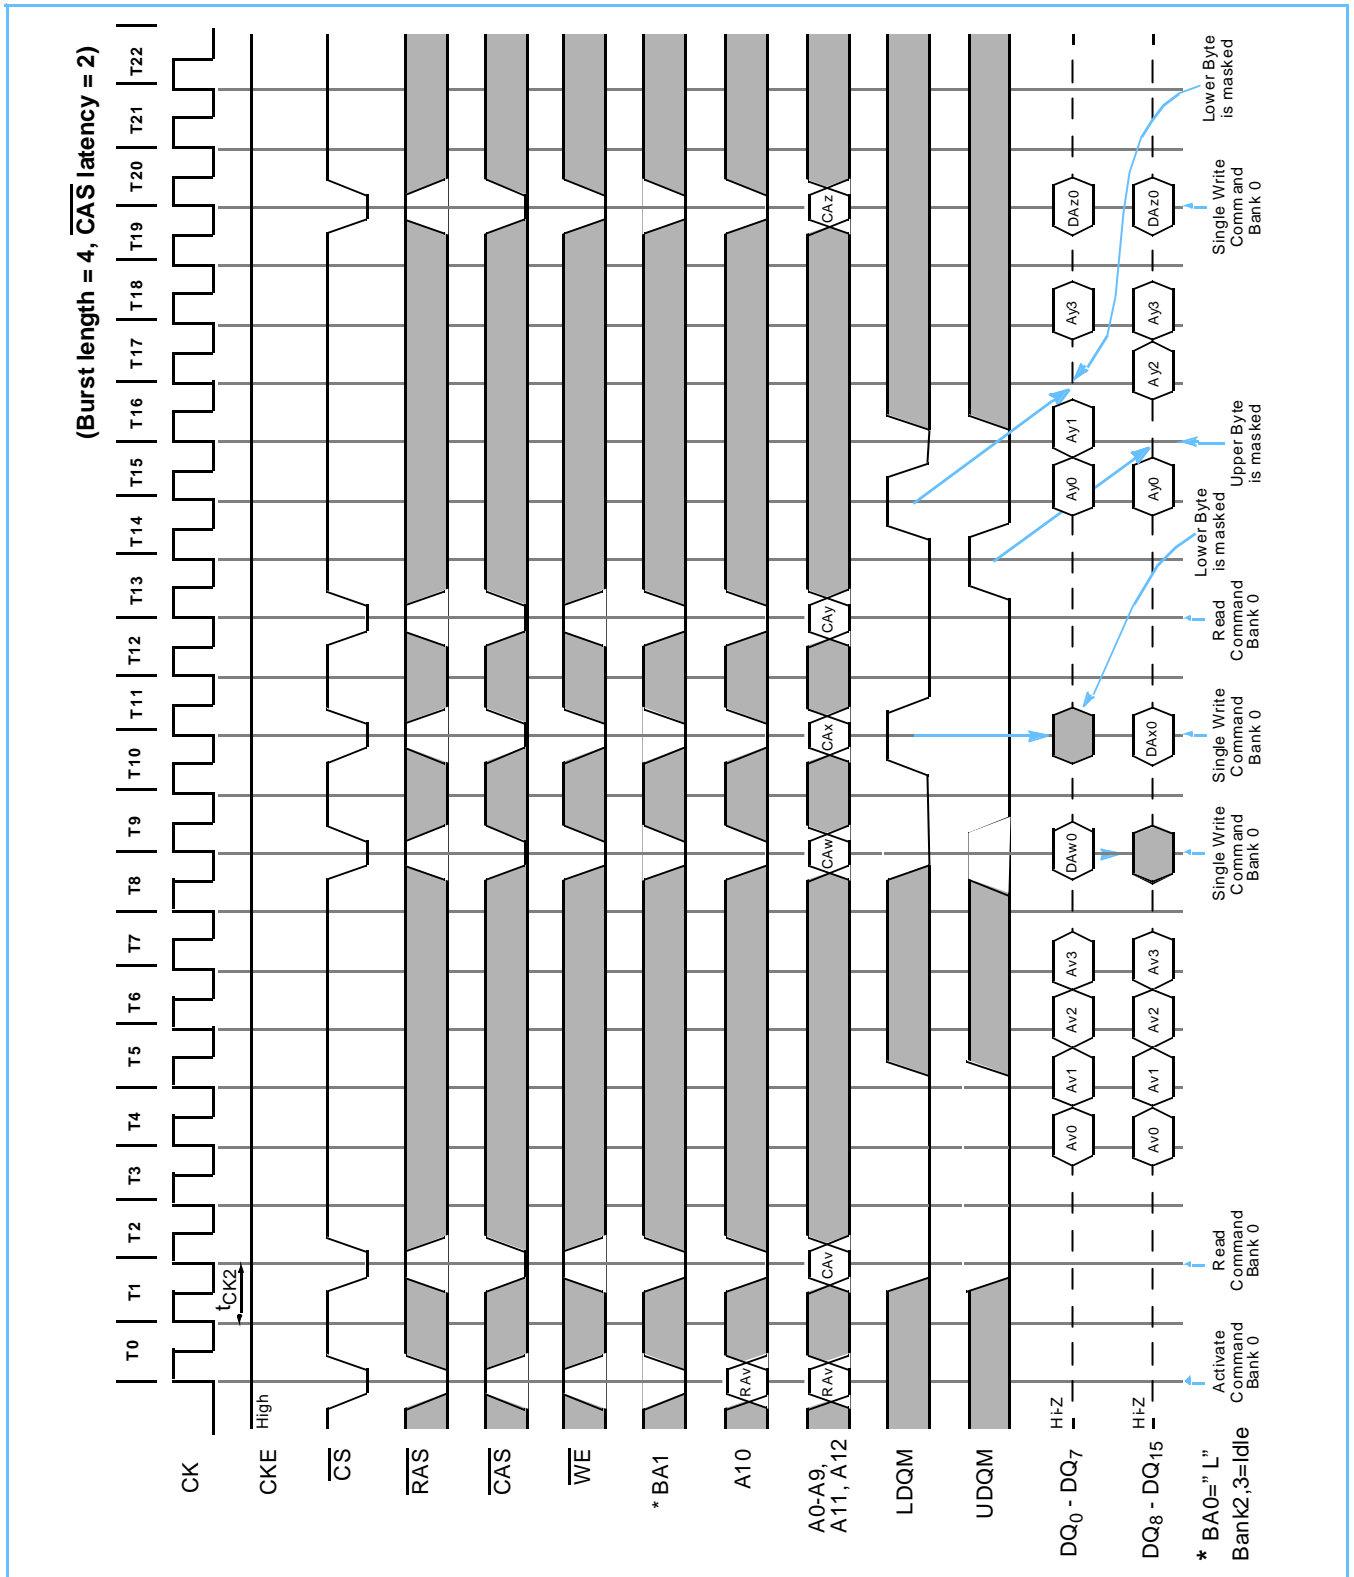 (Burst length = 4, CAS latency = 2)
T0 T1 T2 T3 T4 T5 T6 T7 T8 T9 T10 T11 T12 T13 T14 T15 T16 T17 T18 T19 T20 T21 T22
CK
tCK2
CKE
High
CS
RAS
CAS
WE
* BA1
A10
RAv
A0-A9,
A11, A12
RAv CAv CAw CAx CAy CAz
LDQM
UDQM
DQ0 - DQ7
Hi-Z
Av0 Av1 Av2 Av3 DAw0 Ay0 Ay1 Ay3 DAz0
DQ8 - DQ15
Hi-Z
Av0 Av1 Av2 Av3 DAx0 Ay0 Ay2 Ay3 DAz0
* BA0=" L"
Bank2,3=Idle
Activate
Command
Bank 0
Read
Command
Bank 0
Single Write
Command
Bank 0
Single Write
Command
Bank 0
Read
Command
Bank 0
Lower Byte
is masked
Upper Byte
is masked
Single Write
Command
Bank 0
Lower Byte
is masked